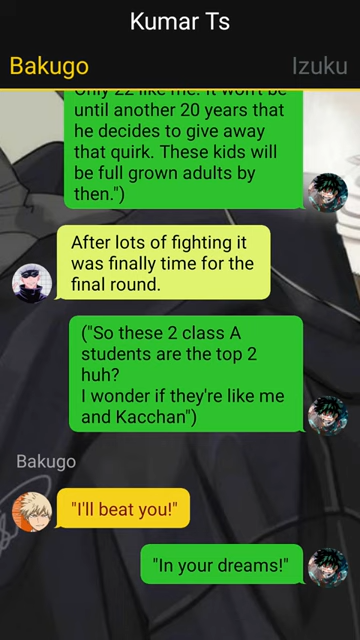 Kumar Ts
Bakugo
Izuku
Only 22 like me. It won't be
until another 20 years that
he decides to give away
that quirk. These kids will
be full grown adults by
then.")
After lots of fighting it
was finally time for the
final round.
("So these 2 class A
students are the top 2
huh?
I wonder if they're like me
and Kacchan")
Bakugo
"I'll beat you!"
"In your dreams!"